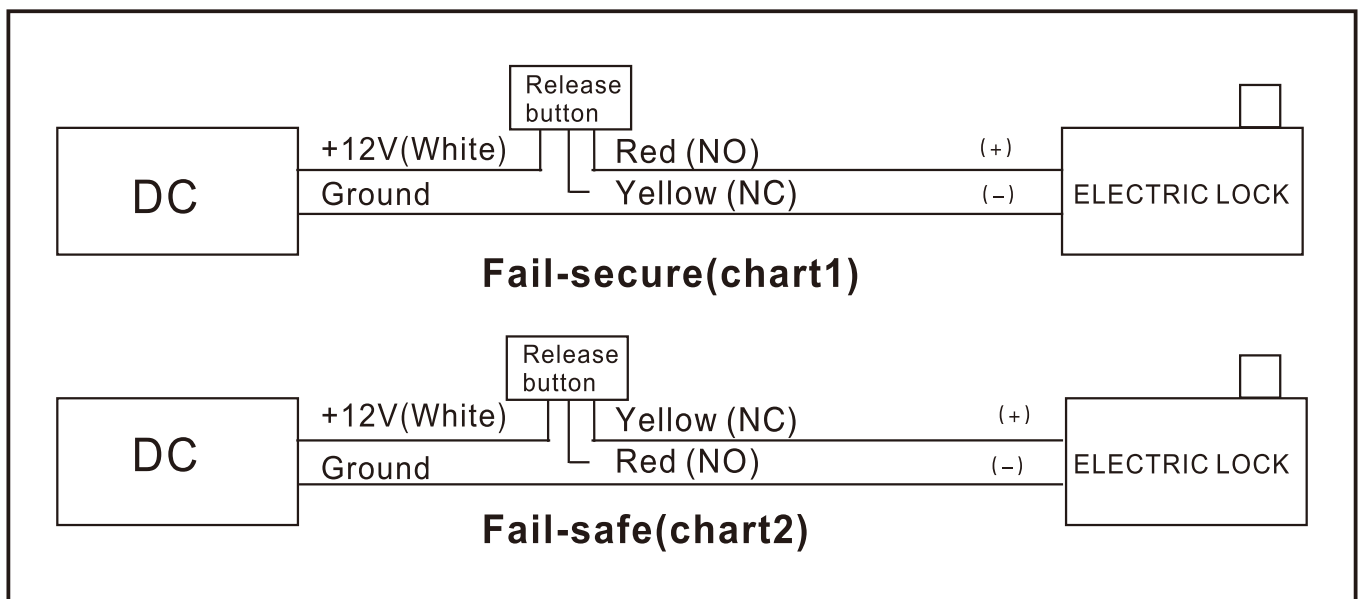 Release
button
+12V(White)
Red (NO)
(+)
DC
Ground
Yellow (NC)
(-)
ELECTRIC LOCK
Fail-secure(chart1)
Release
button
+12V(White)
Yellow (NC)
(+)
DC
Ground
Red (NO)
(-)
ELECTRIC LOCK
Fail-safe(chart2)